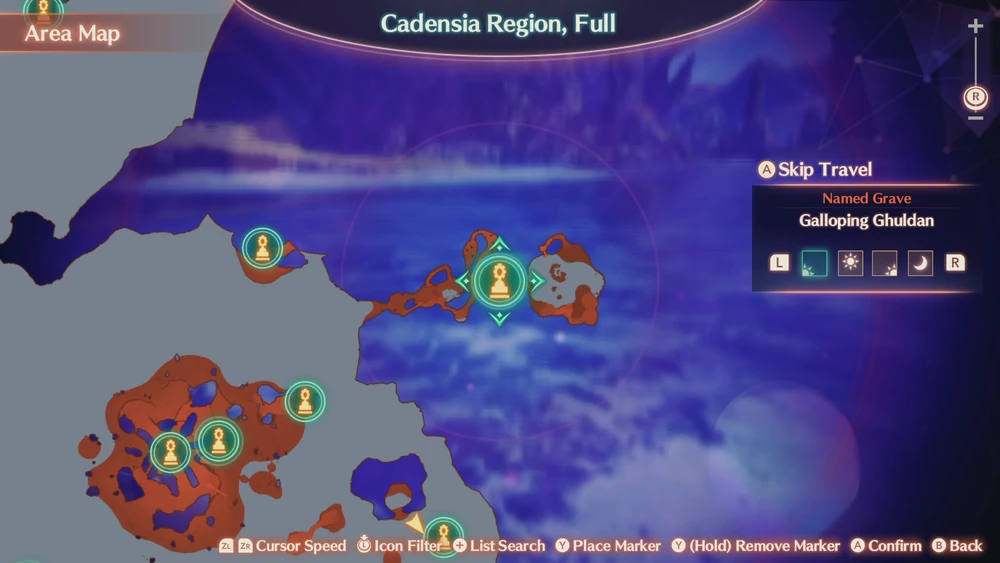 Cadensia Region, Full
Area Map
+
R
A Skip Travel
Named Grave
Galloping Ghuldan
L R
ZL ZR Cursor Speed L Icon Filter + List Search Y Place Marker Y (Hold) Remove Marker A Confirm B Back